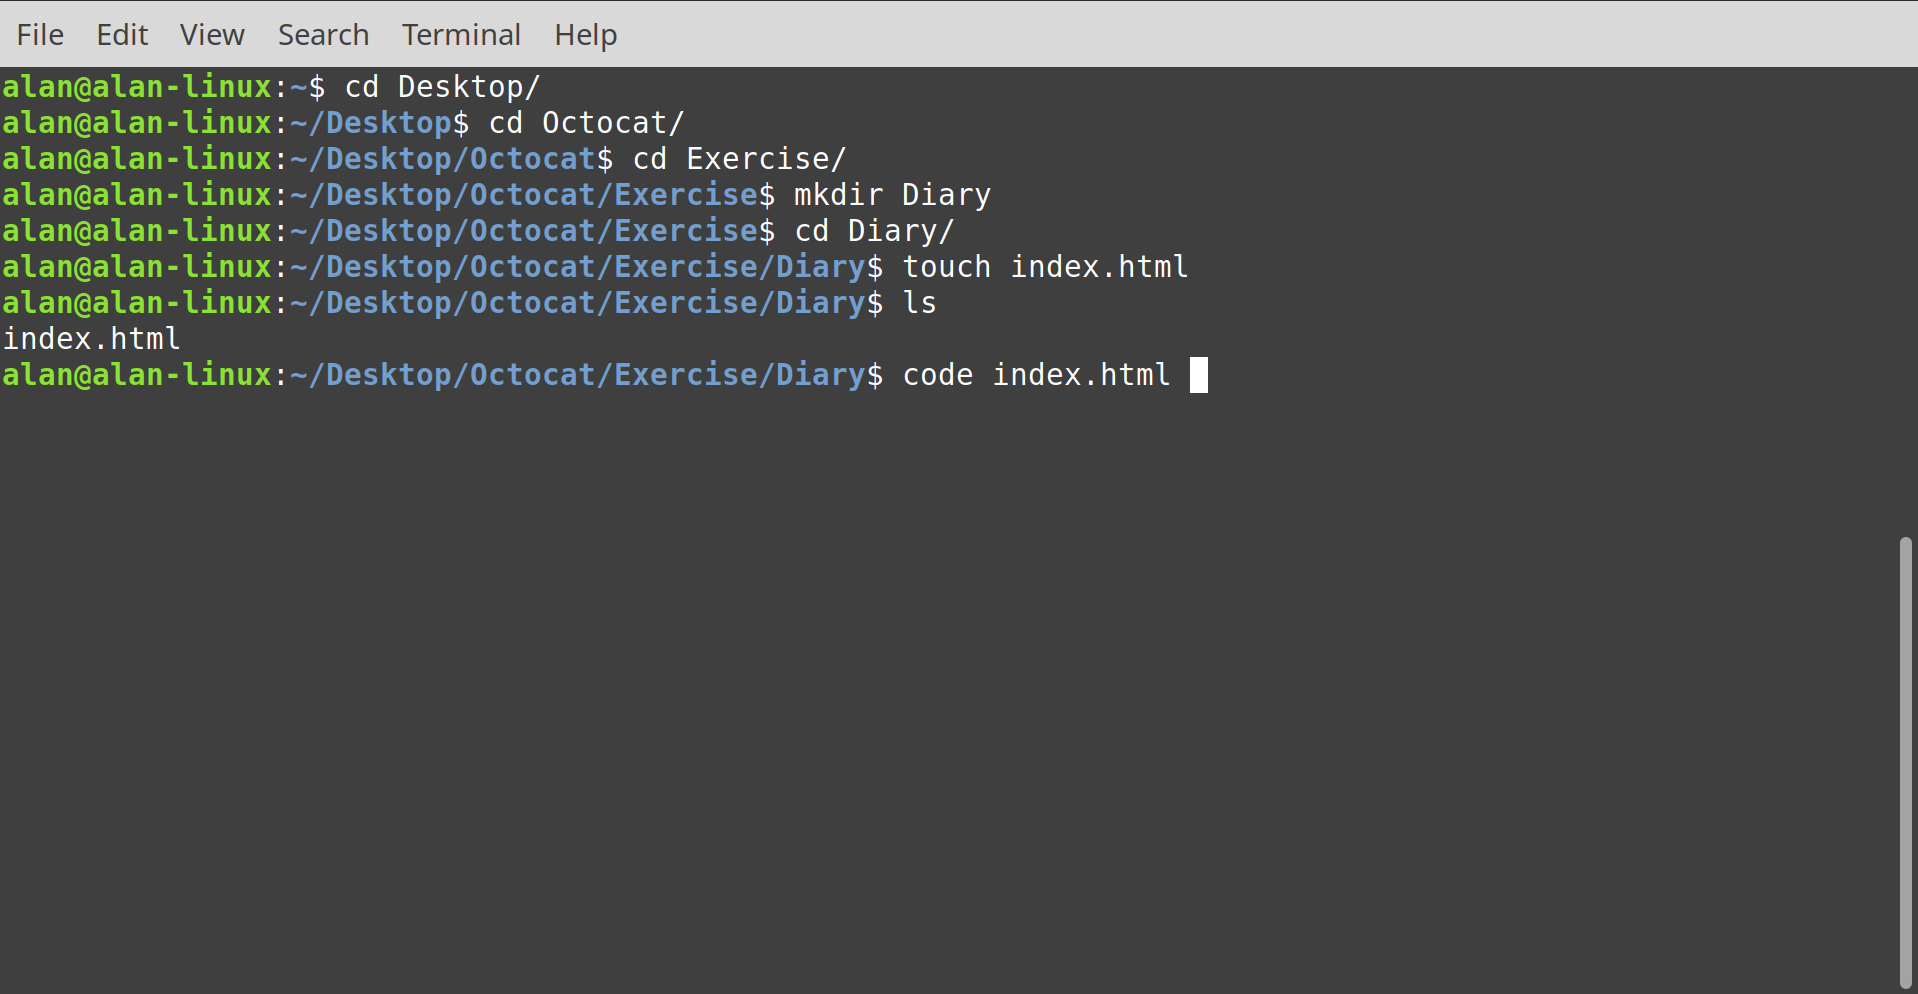 File Edit View Search Terminal Help
alan@alan-linux:~$ cd Desktop/
alan@alan-linux:~/Desktop$ cd Octocat/
alan@alan-linux:~/Desktop/Octocat$ cd Exercise/
alan@alan-linux:~/Desktop/Octocat/Exercise$ mkdir Diary
alan@alan-linux:~/Desktop/Octocat/Exercise$ cd Diary/
alan@alan-linux:~/Desktop/Octocat/Exercise/Diary$ touch index.html
alan@alan-linux:~/Desktop/Octocat/Exercise/Diary$ ls
index.html
alan@alan-linux:~/Desktop/Octocat/Exercise/Diary$ code index.html